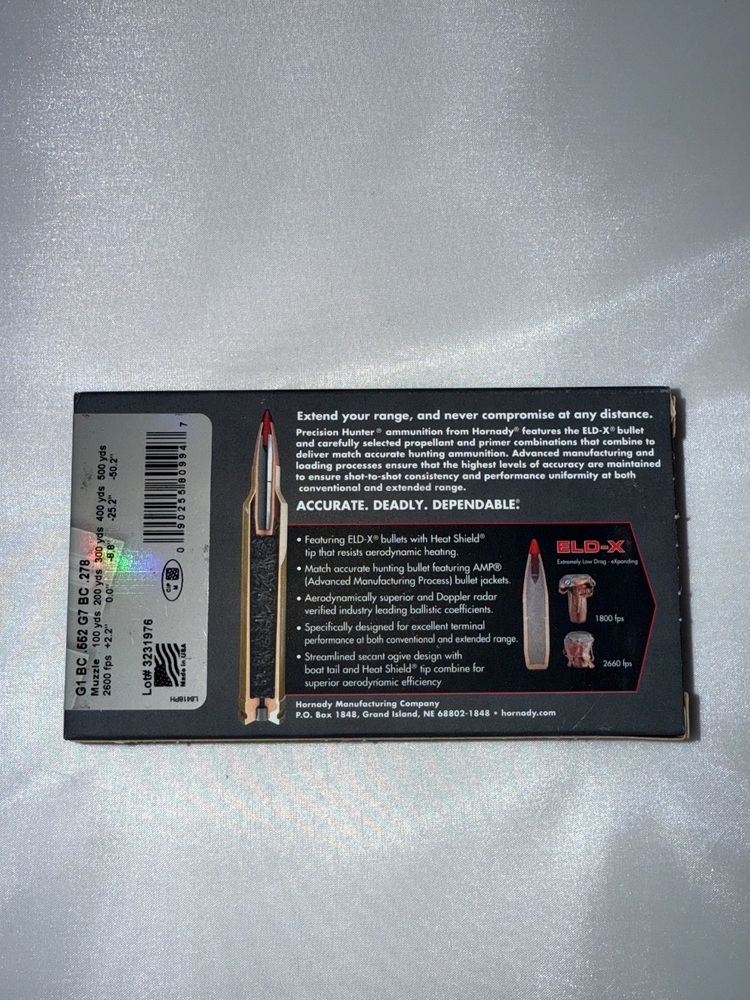 Extend your range, and never compromise at any distance.
Precision Hunter® ammunition from Hornady® features the ELD-X® bullet
and carefully selected propellant and primer combinations that combine to
deliver match accurate hunting ammunition. Advanced manufacturing and
loading processes ensure that the highest levels of accuracy are maintained
to ensure shot-to-shot consistency and performance uniformity at both
conventional and extended range.
ACCURATE. DEADLY. DEPENDABLE.®
• Featuring ELD-X® bullets with Heat Shield®
tip that resists aerodynamic heating.
• Match accurate hunting bullet featuring AMP®
(Advanced Manufacturing Process) bullet jackets.
• Aerodynamically superior and Doppler radar
verified industry leading ballistic coefficients.
• Specifically designed for excellent terminal
performance at both conventional and extended range.
• Streamlined secant ogive design with
boat tail and Heat Shield® tip combine for
superior aerodynamic efficiency
ELD-X®
Extremely Low Drag - eXpanding
1800 fps
2660 fps
Hornady Manufacturing Company
P.O. Box 1848, Grand Island, NE 68802-1848 • hornady.com
G1 BC .552 G7 BC .278
Muzzle 100 yds 200 yds 300 yds 400 yds 500 yds
2600 fps +2.2" 0.0" -8.8" -25.2" -50.2"
Lot# 3231976
0 90255 80994 7
CIP
M
Made in USA